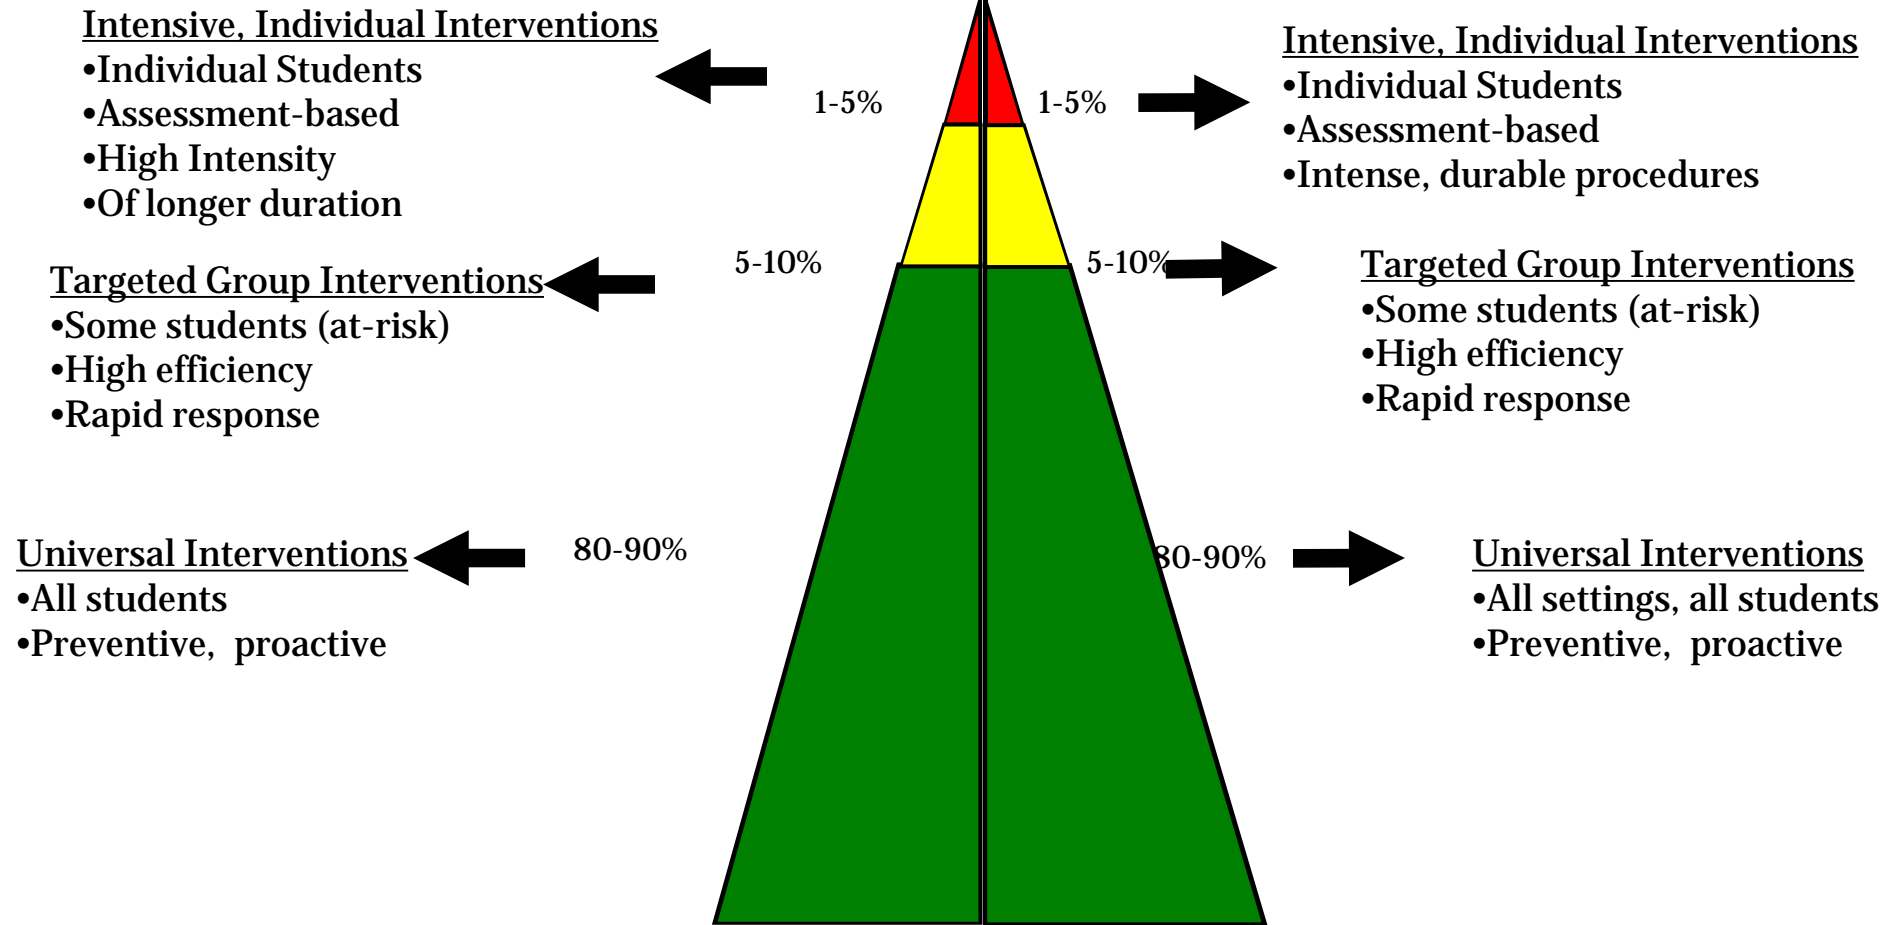 Intensive, Individual Interventions
•Individual Students
•Assessment-based
•High Intensity
•Of longer duration
1-5%
Targeted Group Interventions
•Some students (at-risk)
•High efficiency
•Rapid response
5-10%
Universal Interventions
•All students
•Preventive, proactive
80-90%
1-5%
Intensive, Individual Interventions
•Individual Students
•Assessment-based
•Intense, durable procedures
5-10%
Targeted Group Interventions
•Some students (at-risk)
•High efficiency
•Rapid response
80-90%
Universal Interventions
•All settings, all students
•Preventive, proactive